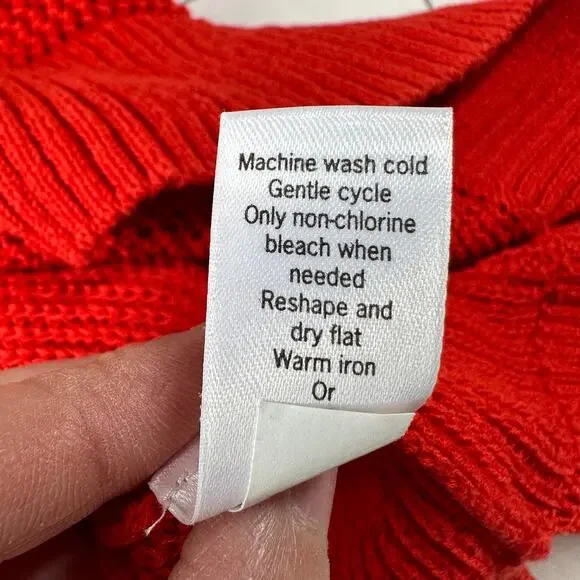 Machine wash cold
Gentle cycle
Only non-chlorine
bleach when
needed
Reshape and
dry flat
Warm iron
Or